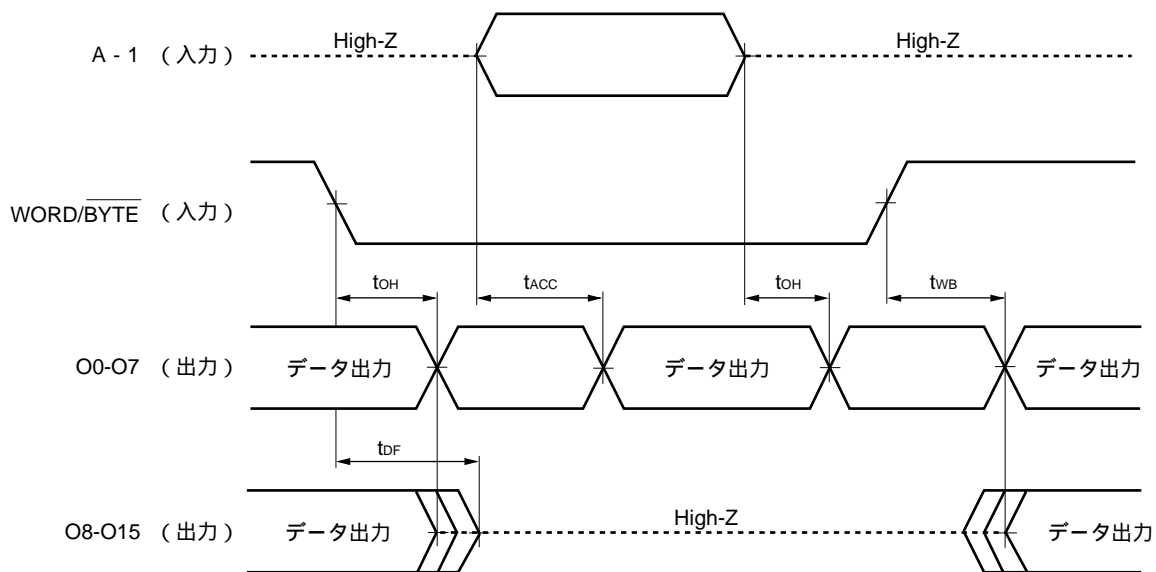 High-Z
High-Z
A - 1 （入力）
WORD/BYTE （入力）
tOH
tACC
tOH
tWB
O0-O7 （出力）
データ出力
データ出力
データ出力
tDF
High-Z
O8-O15 （出力）
データ出力
データ出力